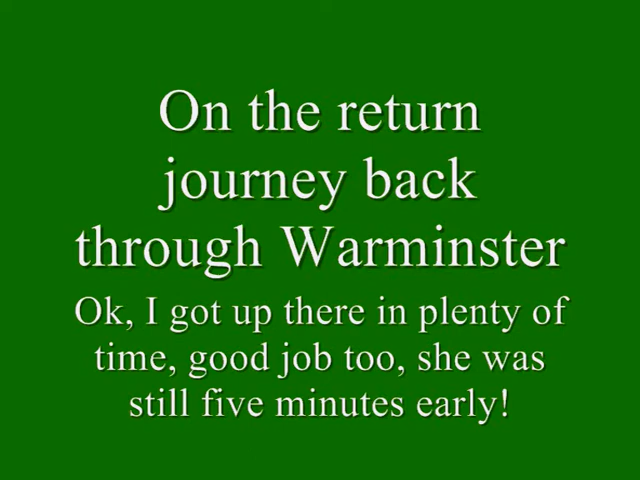 On the return
journey back
through Warminster
Ok, I got up there in plenty of
time, good job too, she was
still five minutes early!